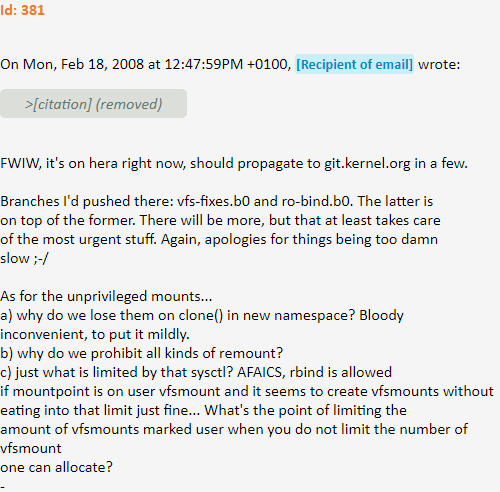 Id: 381
On Mon, Feb 18, 2008 at 12:47:59PM +0100, [Recipient of email] wrote:
>[citation] (removed)
FWIW, it's on hera right now, should propagate to git.kernel.org in a few.
Branches I'd pushed there: vfs-fixes.b0 and ro-bind.b0. The latter is
on top of the former. There will be more, but that at least takes care
of the most urgent stuff. Again, apologies for things being too damn
slow ;-/
As for the unprivileged mounts...
a) why do we lose them on clone() in new namespace? Bloody
inconvenient, to put it mildly.
b) why do we prohibit all kinds of remount?
c) just what is limited by that sysctl? AFAICS, rbind is allowed
if mountpoint is on user vfsmount and it seems to create vfsmounts without
eating into that limit just fine... What's the point of limiting the
amount of vfsmounts marked user when you do not limit the number of
vfsmount
one can allocate?
-